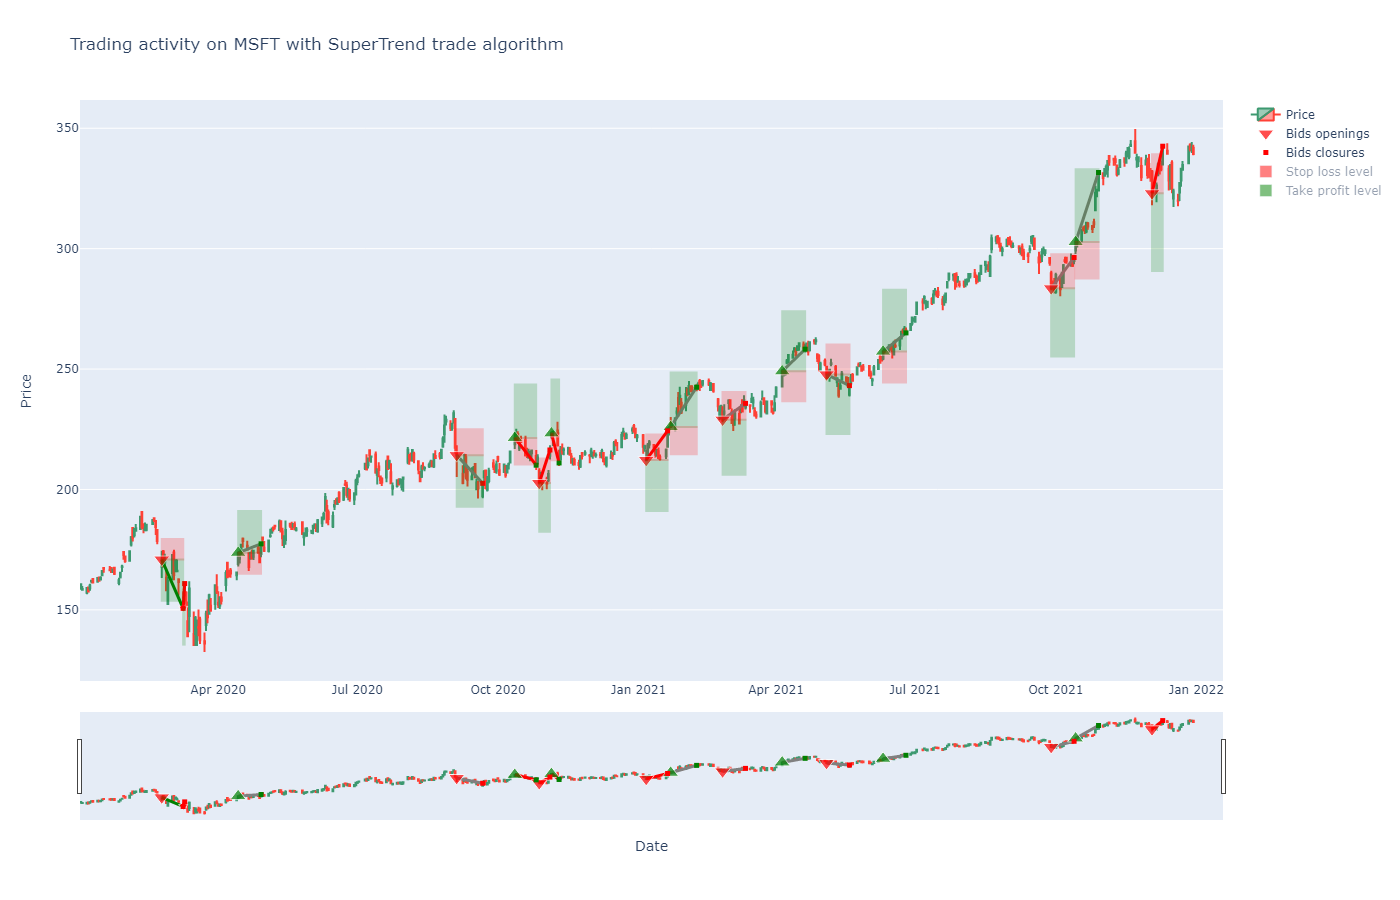 Trading activity on MSFT with SuperTrend trade algorithm
Price
Bids openings
Bids closures
Stop loss level
Take profit level
350
300
250
200
150
Price
Apr 2020
Jul 2020
Oct 2020
Jan 2021
Apr 2021
Jul 2021
Oct 2021
Jan 2022
Date